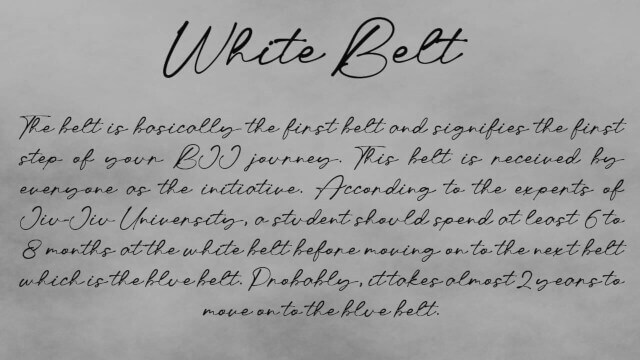 White Belt
The belt is basically the first belt and signifies the first
step of your BJJ journey. This belt is received by
everyone as the initiative. According to the experts of
Jiu-Jiu University, a student should spend at least 6 to
8 months at the white belt before moving on to the next belt
which is the blue belt. Probably, it takes almost 2 years to
move on to the blue belt.